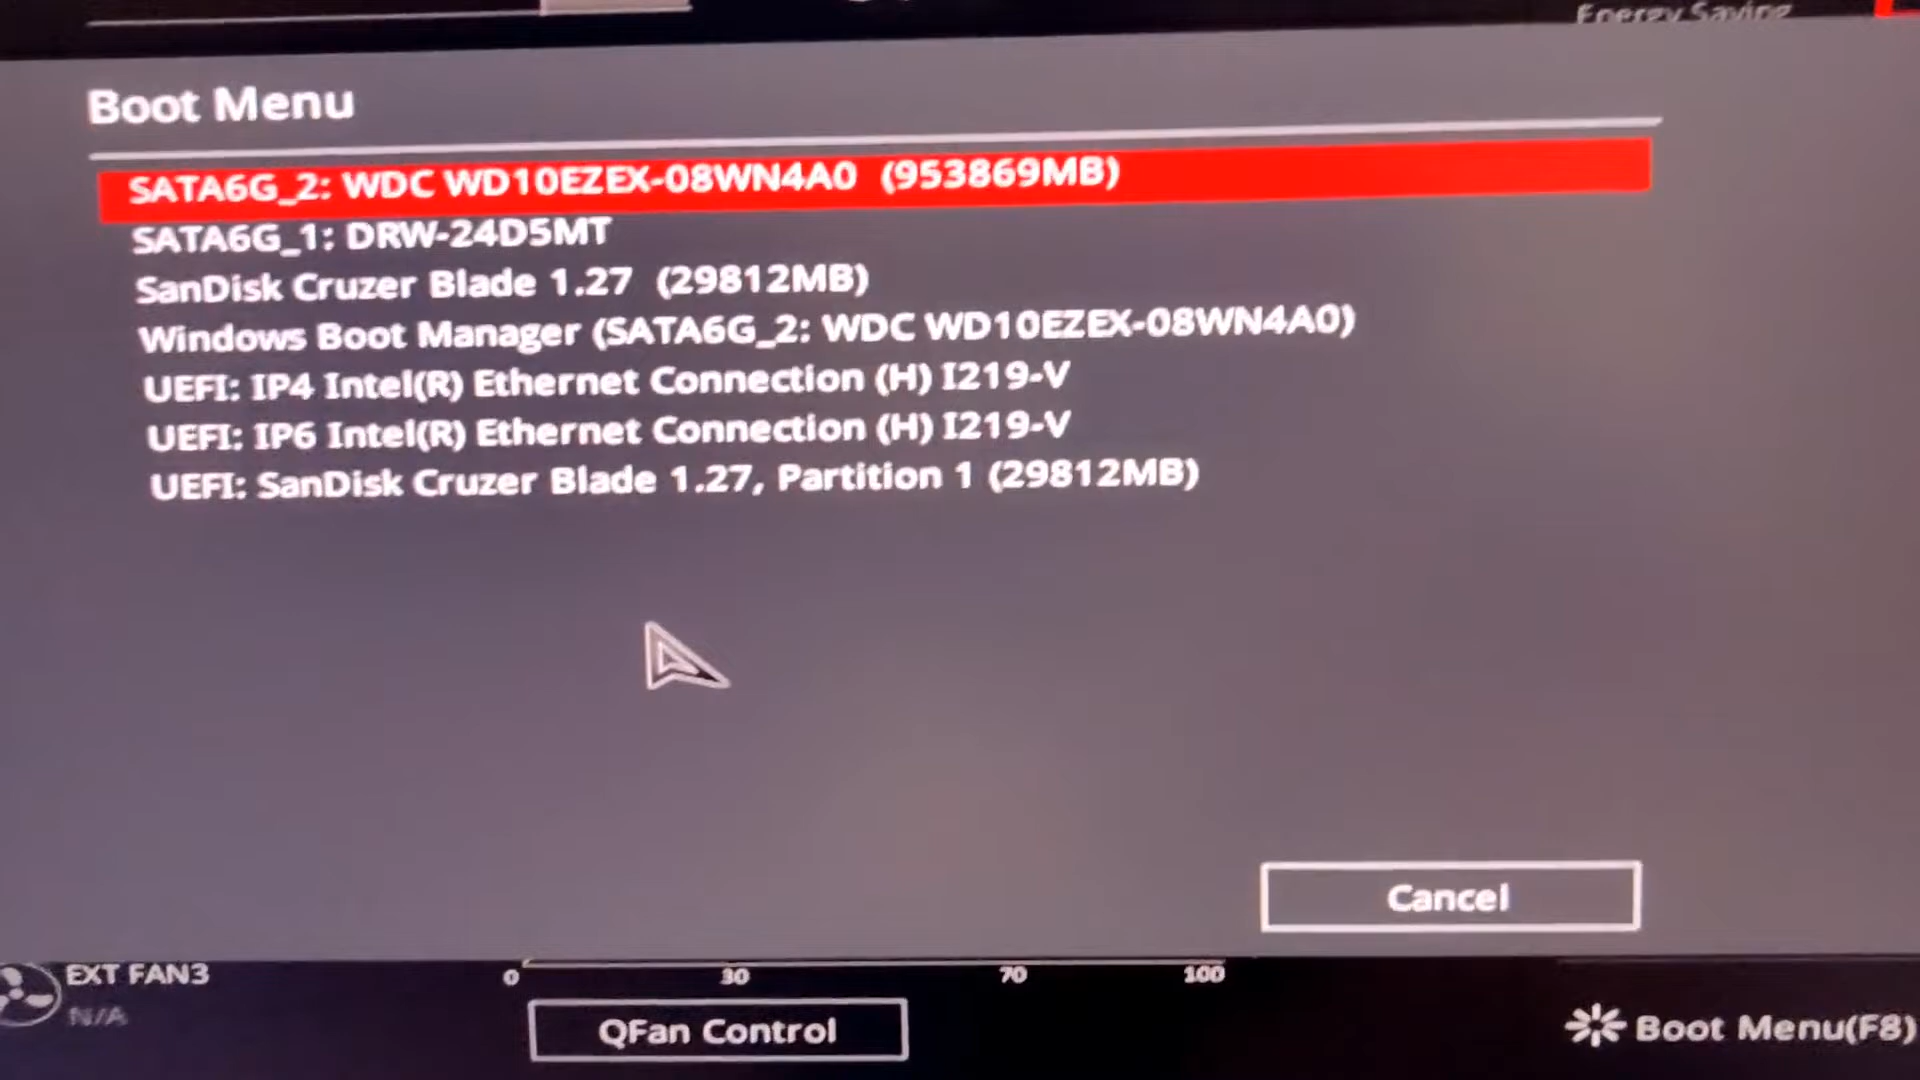 Energy Saving
Boot Menu
SATA6G_2: WDC WD10EZEX-08WN4A0 (953869MB)
SATA6G_1: DRW-24D5MT
SanDisk Cruzer Blade 1.27 (29812MB)
Windows Boot Manager (SATA6G_2: WDC WD10EZEX-08WN4A0)
UEFI: IP4 Intel(R) Ethernet Connection (H) I219-V
UEFI: IP6 Intel(R) Ethernet Connection (H) I219-V
UEFI: SanDisk Cruzer Blade 1.27, Partition 1 (29812MB)
Cancel
EXT FAN3
N/A
0 30 70 100
QFan Control
Boot Menu(F8)